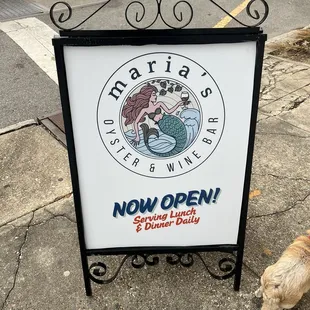 maria's
OYSTER & WINE BAR
NOW OPEN!
Serving Lunch
& Dinner Daily